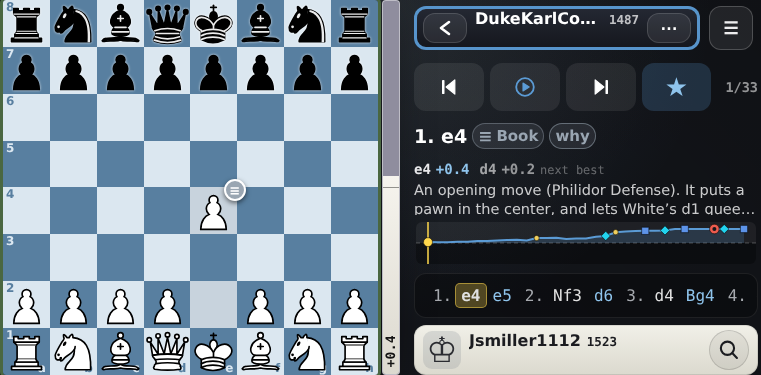 8
7
6
5
4
3
2
1
e
+0.4
DukeKarlCo... 1487
...
1/33
1. e4 Book why
e4 +0.4 d4 +0.2 next best
An opening move (Philidor Defense). It puts a
pawn in the center, and lets White's d1 quee...
1. e4 e5 2. Nf3 d6 3. d4 Bg4 4.
Jsmiller1112 1523